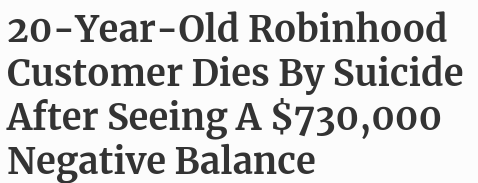 20-Year-Old Robinhood
Customer Dies By Suicide
After Seeing A $730,000
Negative Balance